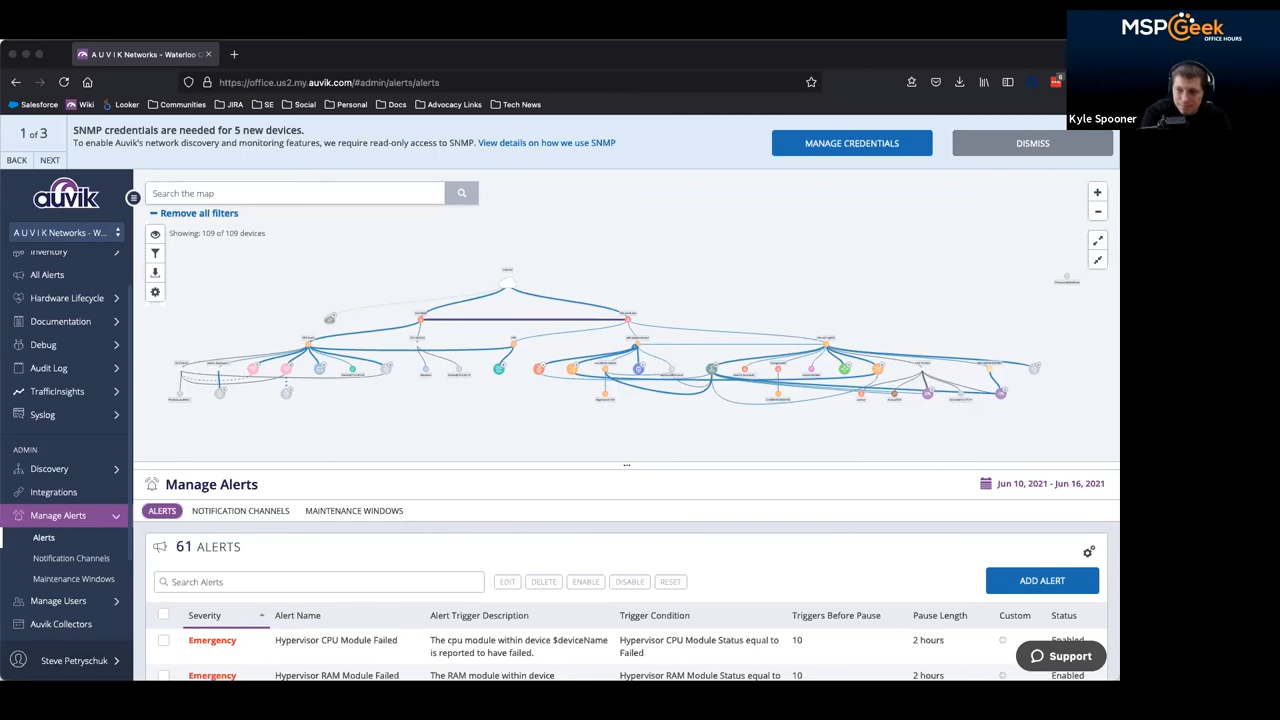 MSPGeek
OFFICE HOURS
Kyle Spooner
A U V I K Networks - Waterloo
https://office.us2.my.auvik.com/#admin/alerts/alerts
6
Salesforce Wiki Looker Communities JIRA SE Social Personal Docs Advocacy Links Tech News
1 of 3
BACK NEXT
SNMP credentials are needed for 5 new devices.
To enable Auvik's network discovery and monitoring features, we require read-only access to SNMP. View details on how we use SNMP
MANAGE CREDENTIALS
DISMISS
auvik
A U V I K Networks - W...
Inventory
All Alerts
Hardware Lifecycle
Documentation
Debug
Audit Log
TrafficInsights
Syslog
ADMIN
Discovery
Integrations
Manage Alerts
Alerts
Notification Channels
Maintenance Windows
Manage Users
Auvik Collectors
Steve Petryschuk
Search the map
Remove all filters
Showing: 109 of 109 devices
Manage Alerts
Jun 10, 2021 - Jun 16, 2021
ALERTS NOTIFICATION CHANNELS MAINTENANCE WINDOWS
61 ALERTS
Search Alerts
EDIT DELETE ENABLE DISABLE RESET
ADD ALERT
Severity Alert Name Alert Trigger Description Trigger Condition Triggers Before Pause Pause Length Custom Status
Emergency Hypervisor CPU Module Failed The cpu module within device $deviceName Hypervisor CPU Module Status equal to 10 2 hours Enabled
is reported to have failed. Failed
Emergency Hypervisor RAM Module Failed The RAM module within device Hypervisor RAM Module Status equal to 10 2 hours
Support